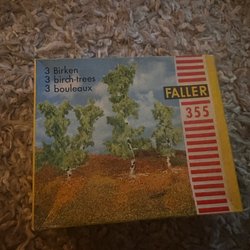 3 Birken
3 birch-trees
3 bouleaux
FALLER
355